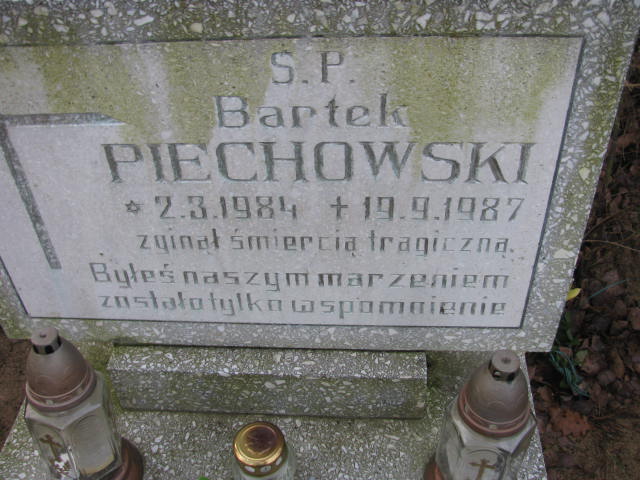 Ś.P.
Bartek
PIECHOWSKI
* 2.3.1984 + 19.9.1987
zginął śmiercią tragiczną.
Byłeś naszym marzeniem
zostało tylko wspomnienie